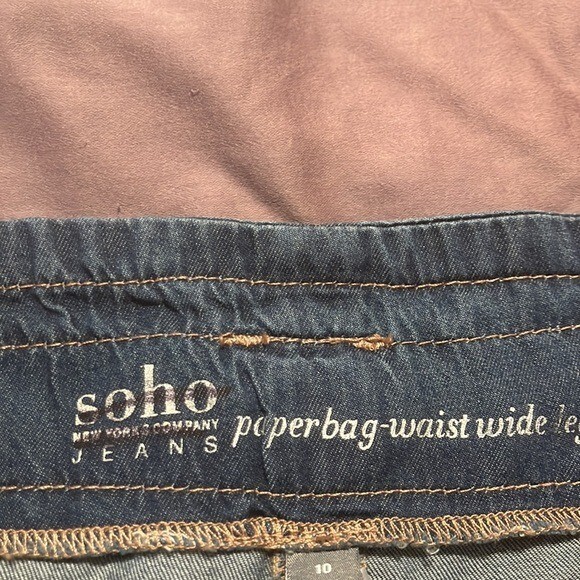 soho
NEW YORK & COMPANY
JEANS
paperbag-waist wide leg
10